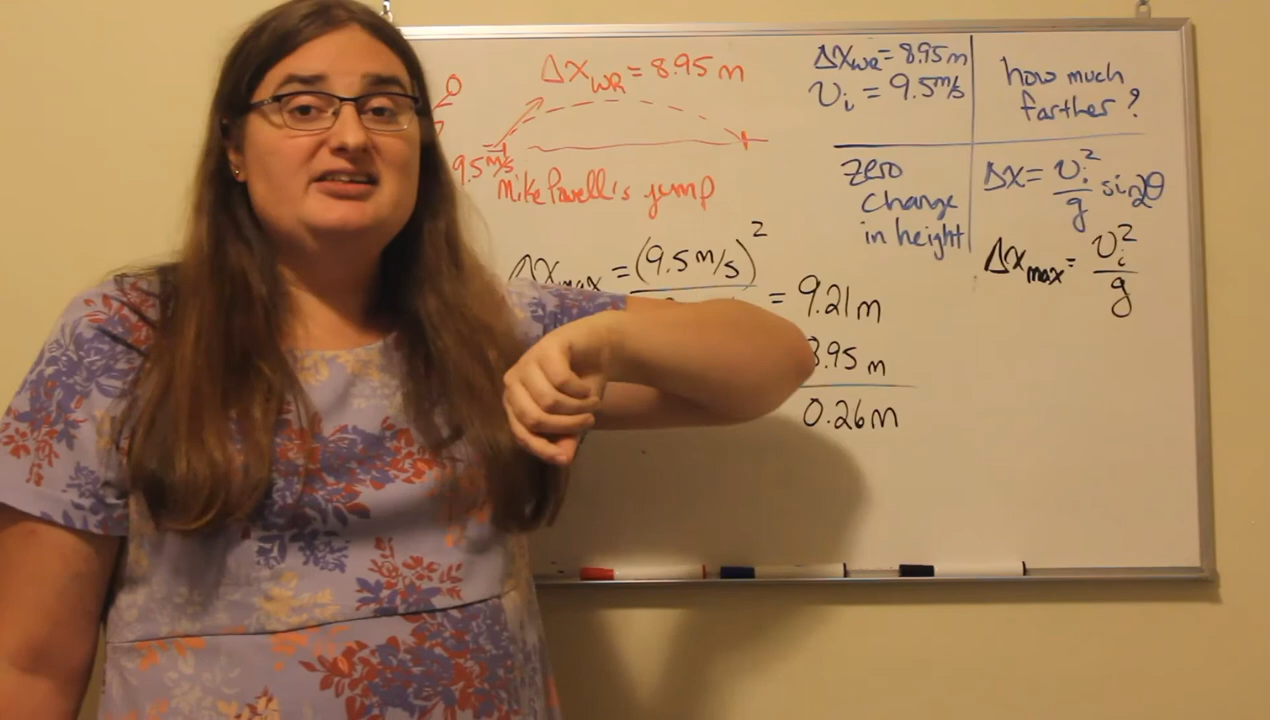 Δx_WR = 8.95 m
9.5 m/s
Mike Powell's jump
Δx_WR = 8.95 m
v_i = 9.5 m/s
how much
farther?
zero
change
in height
Δx = v_i²/g sin2θ
Δx_max = v_i²/g
Δx_max = (9.5 m/s)²
= 9.21 m
8.95 m
0.26 m